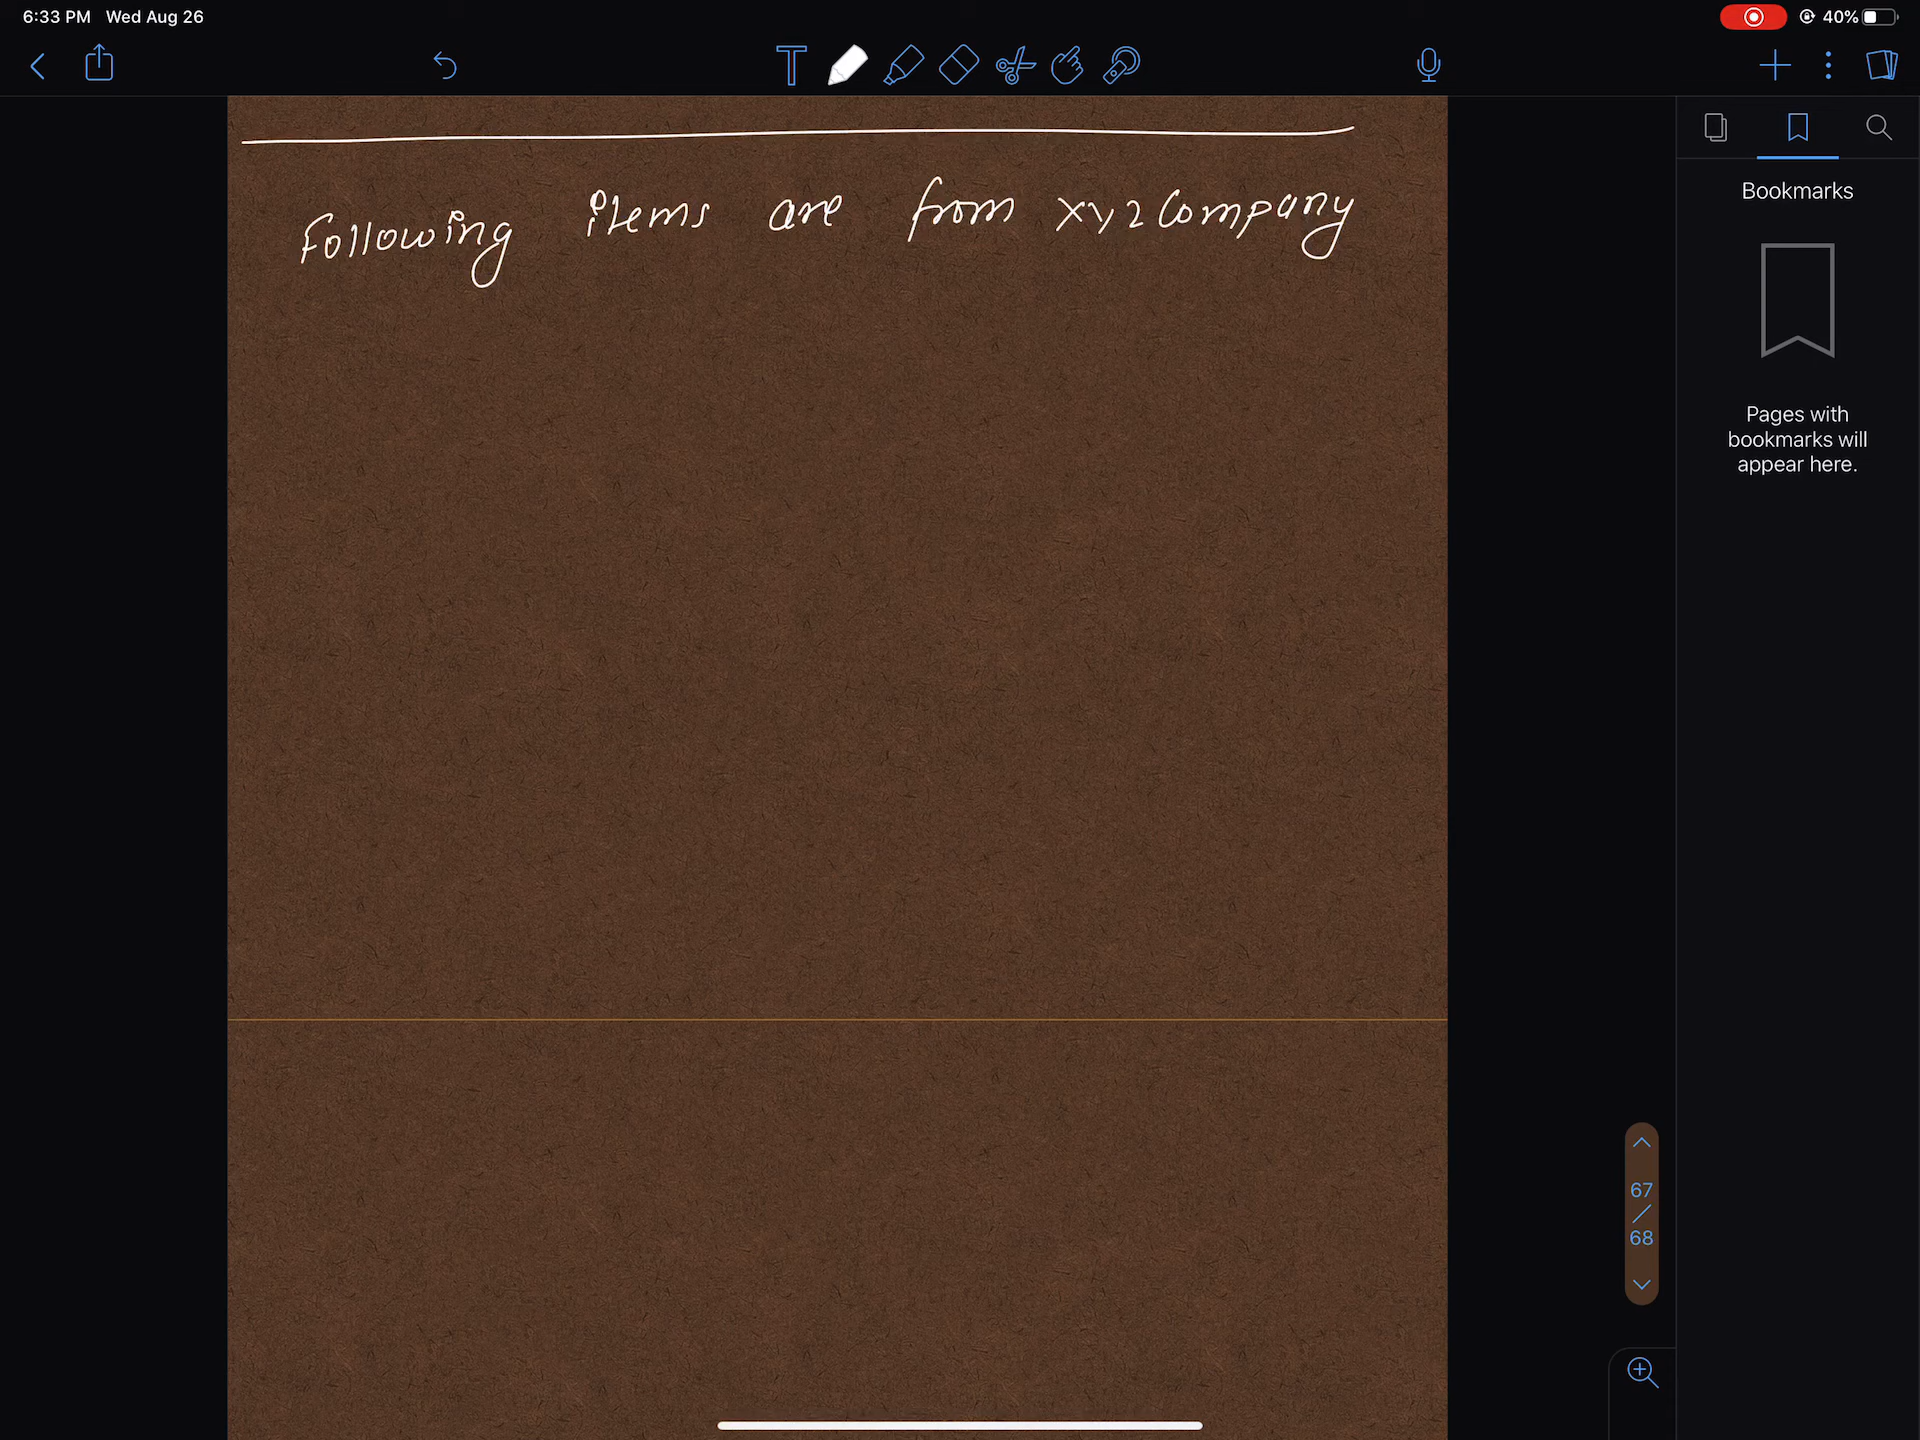 6:33 PM Wed Aug 26
40%
Following items are from xyz Company
Bookmarks
Pages with
bookmarks will
appear here.
67
/
68